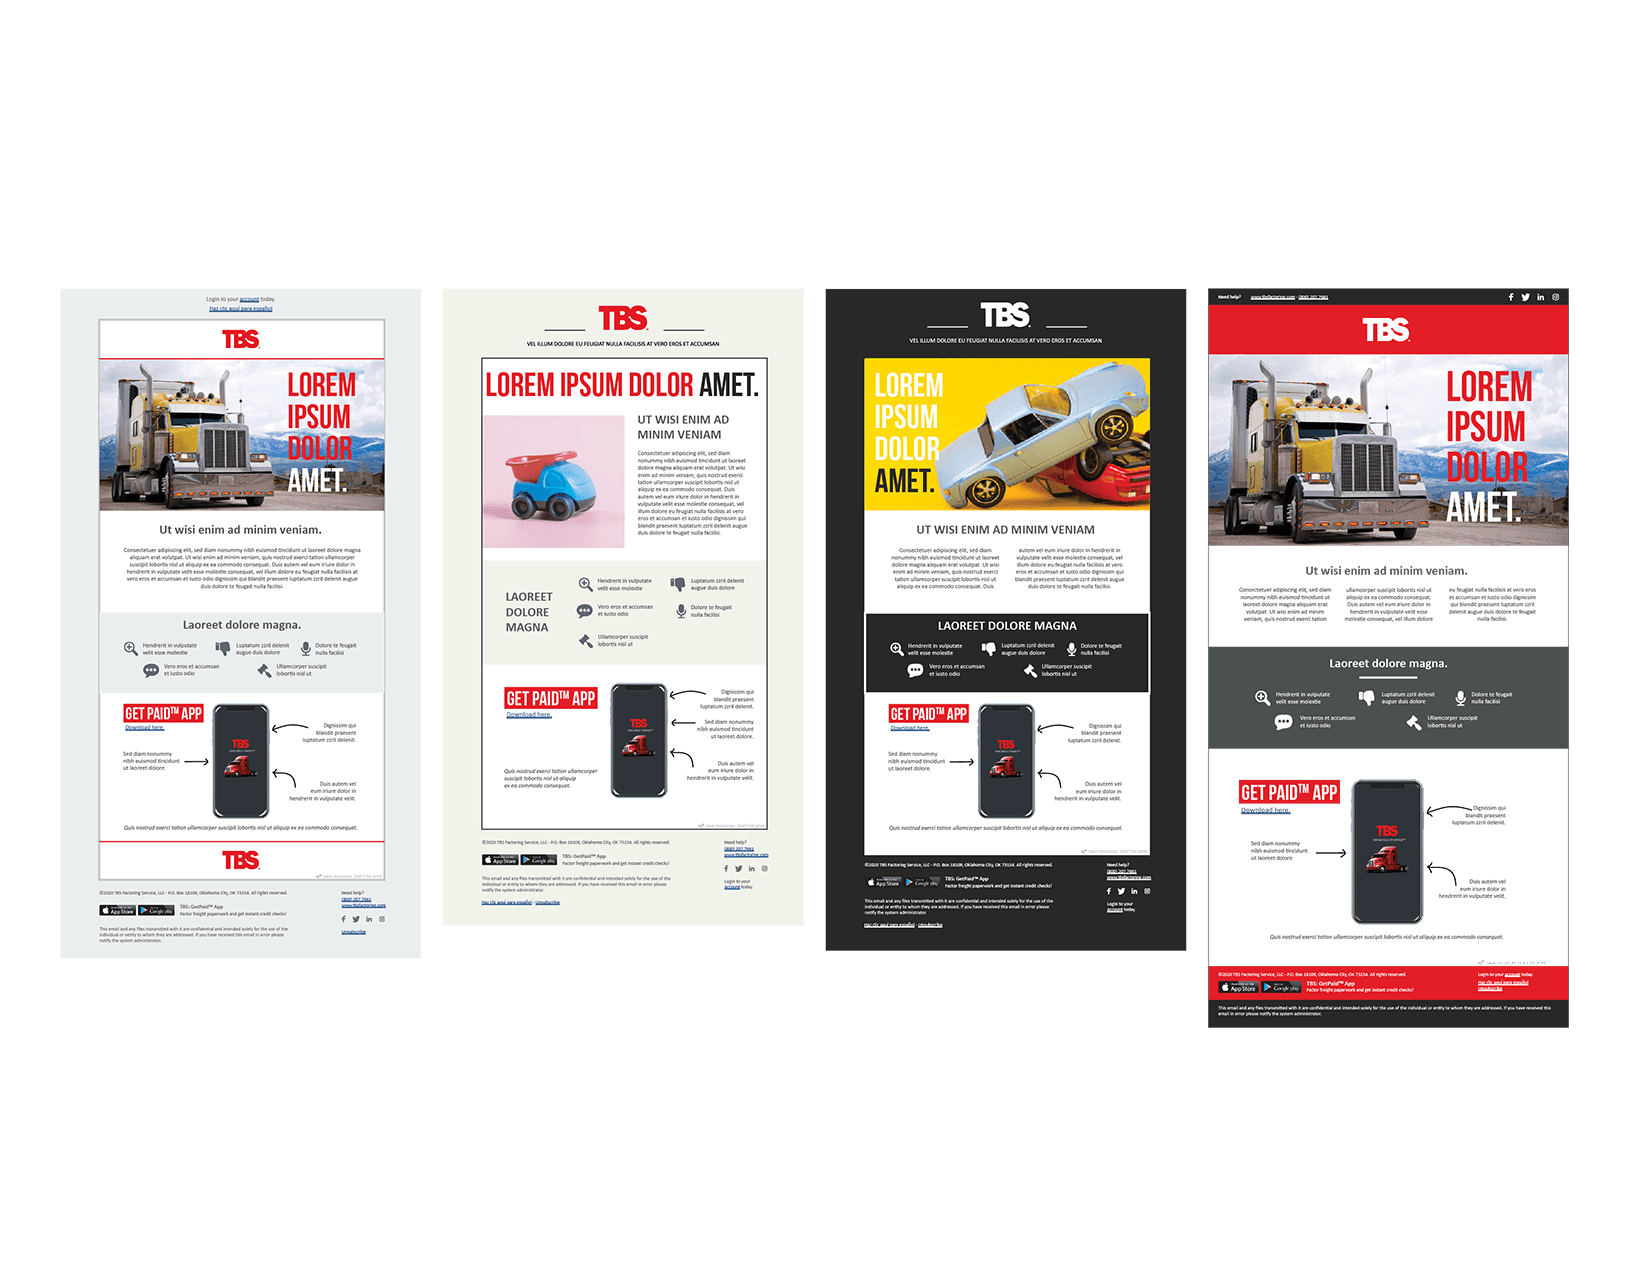 Login to your account today.
Haz clic aquí para español
TBS.
LOREM
IPSUM
DOLOR
AMET.
Ut wisi enim ad minim veniam.
Consectetuer adipiscing elit, sed diam nonummy nibh euismod tincidunt ut laoreet dolore magna
aliquam erat volutpat. Ut wisi enim ad minim veniam, quis nostrud exerci tation ullamcorper
suscipit lobortis nisl ut aliquip ex ea commodo consequat. Duis autem vel eum iriure dolor in
hendrerit in vulputate velit esse molestie consequat, vel illum dolore eu feugiat nulla facilisis at
vero eros et accumsan et iusto odio dignissim qui blandit praesent luptatum zzril delenit augue
duis dolore te feugait nulla facilisi.
Laoreet dolore magna.
Hendrerit in vulputate
velit esse molestie
Luptatum zzril delenit
augue duis dolore
Dolore te feugait
nulla facilisi
Vero eros et accumsan
et iusto odio
Ullamcorper suscipit
lobortis nisl ut
GET PAID™ APP
Download here.
Sed diam nonummy
nibh euismod tincidunt
ut laoreet dolore.
TBS
Dignissim qui
blandit praesent
luptatum zzril delenit.
Duis autem vel
eum iriure dolor in
hendrerit in vulputate velit.
Quis nostrud exerci tation ullamcorper suscipit lobortis nisl ut aliquip ex ea commodo consequat.
TBS.
Save resources. Don't hit print
©2020 TBS Factoring Service, LLC - P.O. Box 18109, Oklahoma City, OK 73154. All rights reserved.
App Store
Google play
TBS: GetPaid™ App
Factor freight paperwork and get instant credit checks!
This email and any files transmitted with it are confidential and intended solely for the use of the
individual or entity to whom they are addressed. If you have received this email in error please
notify the system administrator.
Need help?
(800) 207 7661
www.tbsfactoring.com
Unsubscribe
TBS.
VEL ILLUM DOLORE EU FEUGIAT NULLA FACILISIS AT VERO EROS ET ACCUMSAN
LOREM IPSUM DOLOR AMET.
UT WISI ENIM AD
MINIM VENIAM
Consectetuer adipiscing elit, sed diam
nonummy nibh euismod tincidunt ut laoreet
dolore magna aliquam erat volutpat. Ut wisi
enim ad minim veniam, quis nostrud exerci
tation ullamcorper suscipit lobortis nisl ut
aliquip ex ea commodo consequat. Duis
autem vel eum iriure dolor in hendrerit in
vulputate velit esse molestie consequat, vel
illum dolore eu feugiat nulla facilisis at vero
eros et accumsan et iusto odio dignissim qui
blandit praesent luptatum zzril delenit augue
duis dolore te feugait nulla facilisi.
LAOREET
DOLORE
MAGNA
Hendrerit in vulputate
velit esse molestie
Luptatum zzril delenit
augue duis dolore
Vero eros et accumsan
et iusto odio
Dolore te feugait
nulla facilisi
Ullamcorper suscipit
lobortis nisl ut
GET PAID™ APP
Download here.
Quis nostrud exerci tation ullamcorper
suscipit lobortis nisl ut aliquip
ex ea commodo consequat.
TBS
Dignissim qui
blandit praesent
luptatum zzril delenit.
Sed diam nonummy
nibh euismod tincidunt
ut laoreet dolore.
Duis autem vel
eum iriure dolor in
hendrerit in vulputate velit.
Save resources. Don't hit print
©2020 TBS Factoring Service, LLC - P.O. Box 18109, Oklahoma City, OK 73154. All rights reserved.
App Store
Google play
TBS: GetPaid™ App
Factor freight paperwork and get instant credit checks!
This email and any files transmitted with it are confidential and intended solely for the use of the
individual or entity to whom they are addressed. If you have received this email in error please
notify the system administrator.
Haz clic aquí para español - Unsubscribe
Need help?
(800) 207 7661
www.tbsfactoring.com
Login to your
account today.
TBS.
VEL ILLUM DOLORE EU FEUGIAT NULLA FACILISIS AT VERO EROS ET ACCUMSAN
LOREM
IPSUM
DOLOR
AMET.
UT WISI ENIM AD MINIM VENIAM
Consectetuer adipiscing elit, sed diam
nonummy nibh euismod tincidunt ut laoreet
dolore magna aliquam erat volutpat. Ut wisi
enim ad minim veniam, quis nostrud exerci
tation ullamcorper suscipit lobortis nisl ut
aliquip ex ea commodo consequat. Duis
autem vel eum iriure dolor in hendrerit in
vulputate velit esse molestie consequat, vel
illum dolore eu feugiat nulla facilisis at vero
eros et accumsan et iusto odio dignissim qui
blandit praesent luptatum zzril delenit augue
duis dolore te feugait nulla facilisi.
LAOREET DOLORE MAGNA
Hendrerit in vulputate
velit esse molestie
Luptatum zzril delenit
augue duis dolore
Dolore te feugait
nulla facilisi
Vero eros et accumsan
et iusto odio
Ullamcorper suscipit
lobortis nisl ut
GET PAID™ APP
Download here.
Sed diam nonummy
nibh euismod tincidunt
ut laoreet dolore.
TBS
Dignissim qui
blandit praesent
luptatum zzril delenit.
Duis autem vel
eum iriure dolor in
hendrerit in vulputate velit.
Quis nostrud exerci tation ullamcorper suscipit lobortis nisl ut aliquip ex ea commodo consequat.
Save resources. Don't hit print
©2020 TBS Factoring Service, LLC - P.O. Box 18109, Oklahoma City, OK 73154. All rights reserved.
App Store
Google play
TBS: GetPaid™ App
Factor freight paperwork and get instant credit checks!
This email and any files transmitted with it are confidential and intended solely for the use of the
individual or entity to whom they are addressed. If you have received this email in error please
notify the system administrator.
Haz clic aquí para español - Unsubscribe
Need help?
(800) 207 7661
www.tbsfactoring.com
Login to your
account today.
Need help? www.tbsfactoring.com - (800) 207 7661
TBS.
LOREM
IPSUM
DOLOR
AMET.
Ut wisi enim ad minim veniam.
Consectetuer adipiscing elit, sed
diam nonummy nibh euismod
tincidunt ut laoreet dolore
magna aliquam erat
volutpat. Ut wisi enim ad minim
veniam, quis nostrud exerci tation
ullamcorper suscipit lobortis nisl ut
aliquip ex ea commodo consequat.
Duis autem vel eum iriure dolor in
hendrerit in vulputate velit esse
molestie consequat, vel illum dolore
eu feugiat nulla facilisis at vero eros
et accumsan et iusto odio dignissim
qui blandit praesent luptatum zzril
delenit augue duis dolore te feugait
nulla facilisi.
Laoreet dolore magna.
Hendrerit in vulputate
velit esse molestie
Luptatum zzril delenit
augue duis dolore
Dolore te feugait
nulla facilisi
Vero eros et accumsan
et iusto odio
Ullamcorper suscipit
lobortis nisl ut
GET PAID™ APP
Download here.
Sed diam nonummy
nibh euismod tincidunt
ut laoreet dolore.
TBS
Dignissim qui
blandit praesent
luptatum zzril delenit.
Duis autem vel
eum iriure dolor in
hendrerit in vulputate velit.
Quis nostrud exerci tation ullamcorper suscipit lobortis nisl ut aliquip ex ea commodo consequat.
©2020 TBS Factoring Service, LLC - P.O. Box 18109, Oklahoma City, OK 73154. All rights reserved.
App Store
Google play
TBS: GetPaid™ App
Factor freight paperwork and get instant credit checks!
Login to your account today.
Haz clic aquí para español
Unsubscribe
This email and any files transmitted with it are confidential and intended solely for the use of the individual or entity to whom they are addressed. If you have received this
email in error please notify the system administrator.